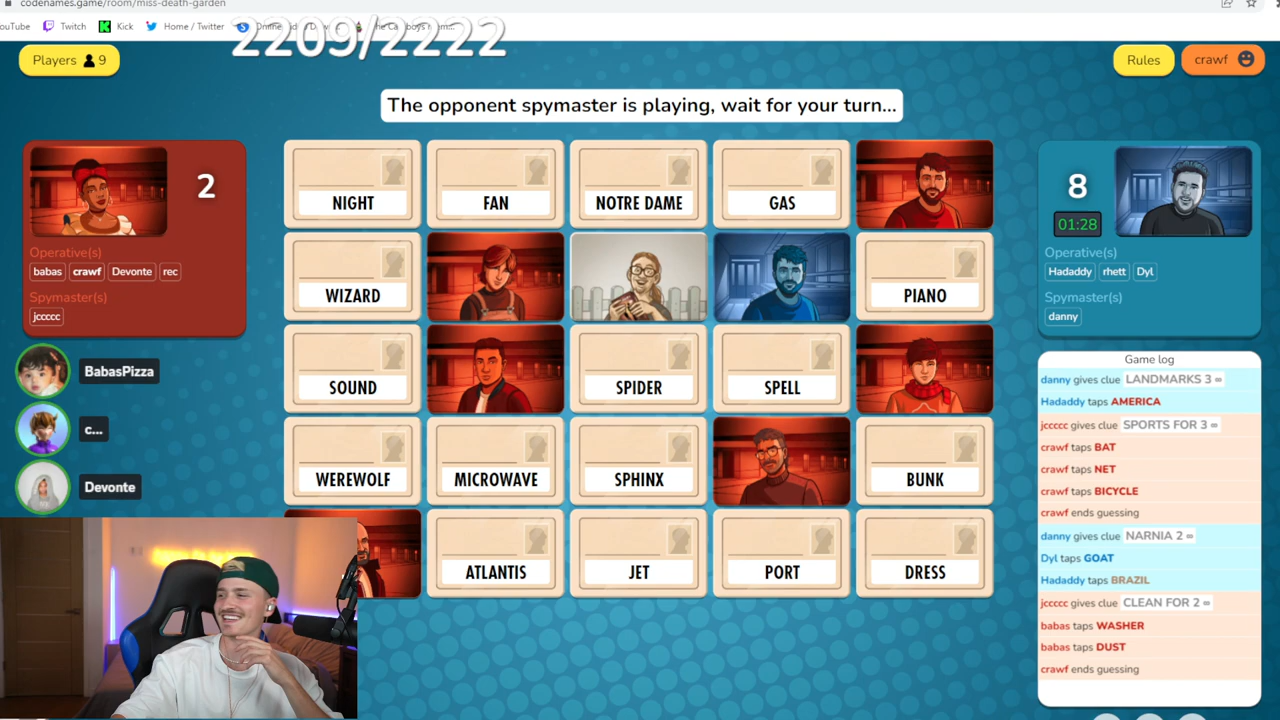 codenames.game/room/miss-death-garden
ouTube Twitch Kick Home / Twitter
2209/2222
Players 9
Rules
crawf
The opponent spymaster is playing, wait for your turn...
2
Operative(s)
babas crawf Devonte rec
Spymaster(s)
jccccc
BabasPizza
c...
Devonte
NIGHT
FAN
NOTRE DAME
GAS
WIZARD
PIANO
SOUND
SPIDER
SPELL
WEREWOLF
MICROWAVE
SPHINX
BUNK
ATLANTIS
JET
PORT
DRESS
8
01:28
Operative(s)
Hadaddy rhett Dyl
Spymaster(s)
danny
Game log
danny gives clue LANDMARKS 3 ∞
Hadaddy taps AMERICA
jccccc gives clue SPORTS FOR 3 ∞
crawf taps BAT
crawf taps NET
crawf taps BICYCLE
crawf ends guessing
danny gives clue NARNIA 2 ∞
Dyl taps GOAT
Hadaddy taps BRAZIL
jccccc gives clue CLEAN FOR 2 ∞
babas taps WASHER
babas taps DUST
crawf ends guessing